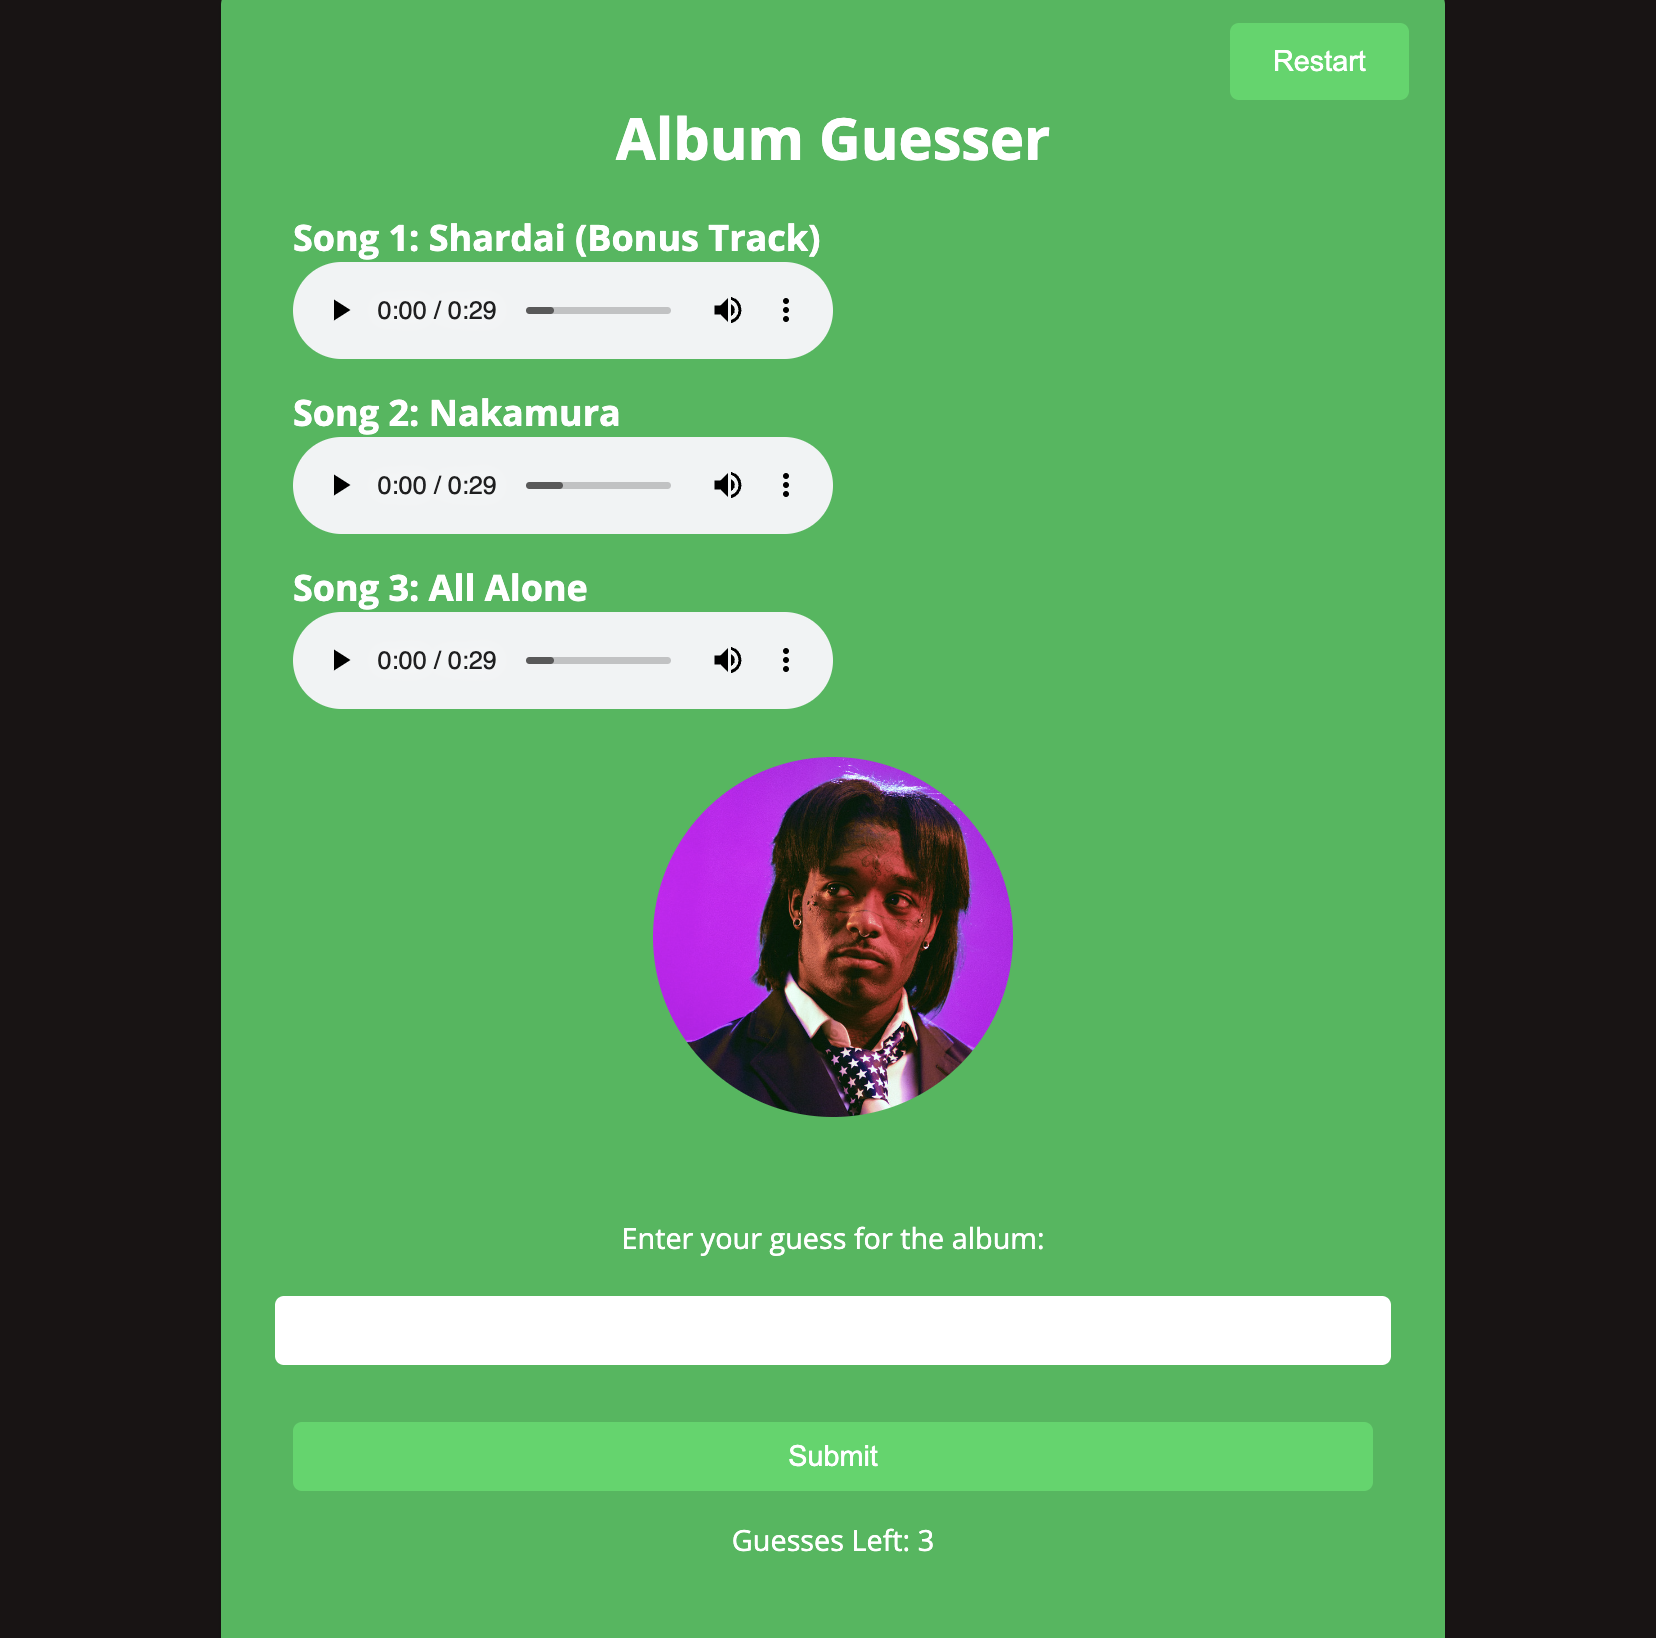 Restart
Album Guesser
Song 1: Shardai (Bonus Track)
0:00 / 0:29
Song 2: Nakamura
0:00 / 0:29
Song 3: All Alone
0:00 / 0:29
Enter your guess for the album:
Submit
Guesses Left: 3